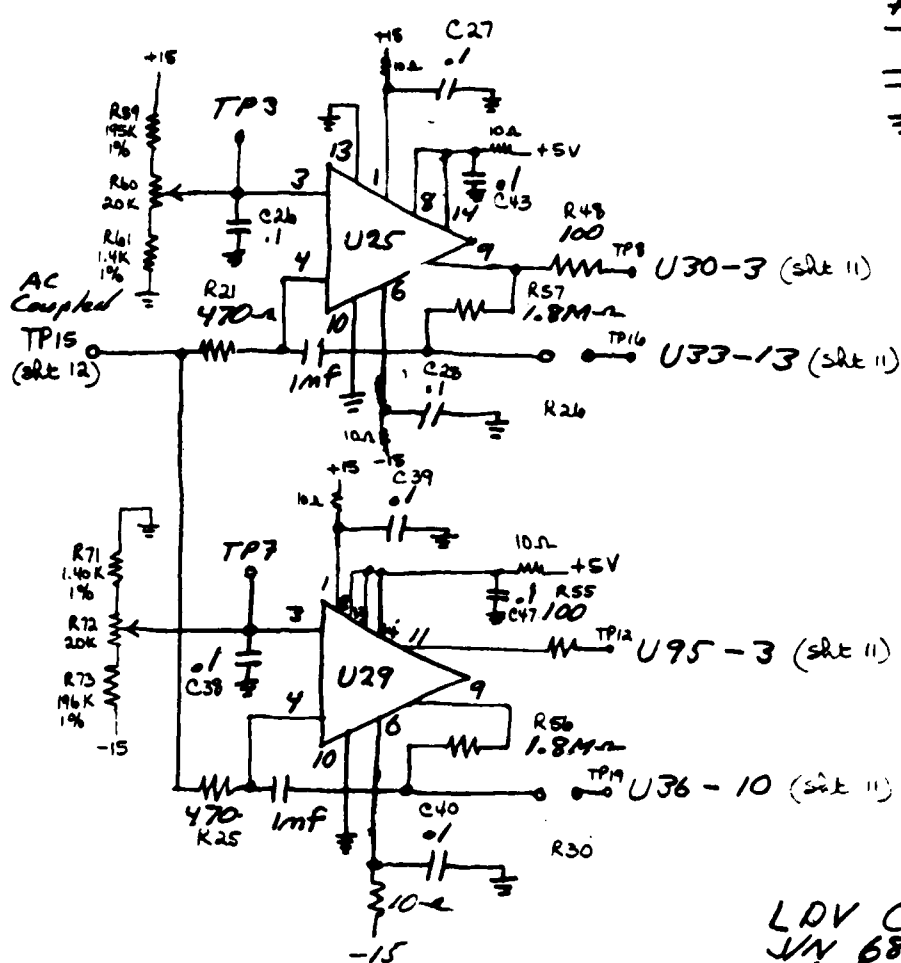 +15
C27
.1
10Ω
+15
R59
195K
1%
TP3
13
1
10Ω
+5V
.1
C43
8
14
R60
20K
3
C26
.1
U25
9
R48
100
TP8
U30-3 (sht 11)
R61
1.4K
1%
4
6
AC
Coupled
TP15
(sht 12)
R21
470Ω
10
R57
1.8MΩ
1mf
TP16
U33-13 (sht 11)
C28
.1
R26
10Ω
-15
+15
10Ω
C39
.1
R71
1.40K
1%
TP7
1
10Ω
+5V
.1
C47
R55
100
R72
20K
3
11
TP12
U95-3 (sht 11)
.1
C38
U29
9
R73
196K
1%
-15
4
6
10
R56
1.8MΩ
470
R25
1mf
TP19
U36-10 (sht 11)
C40
.1
R30
10Ω
-15
LDV C